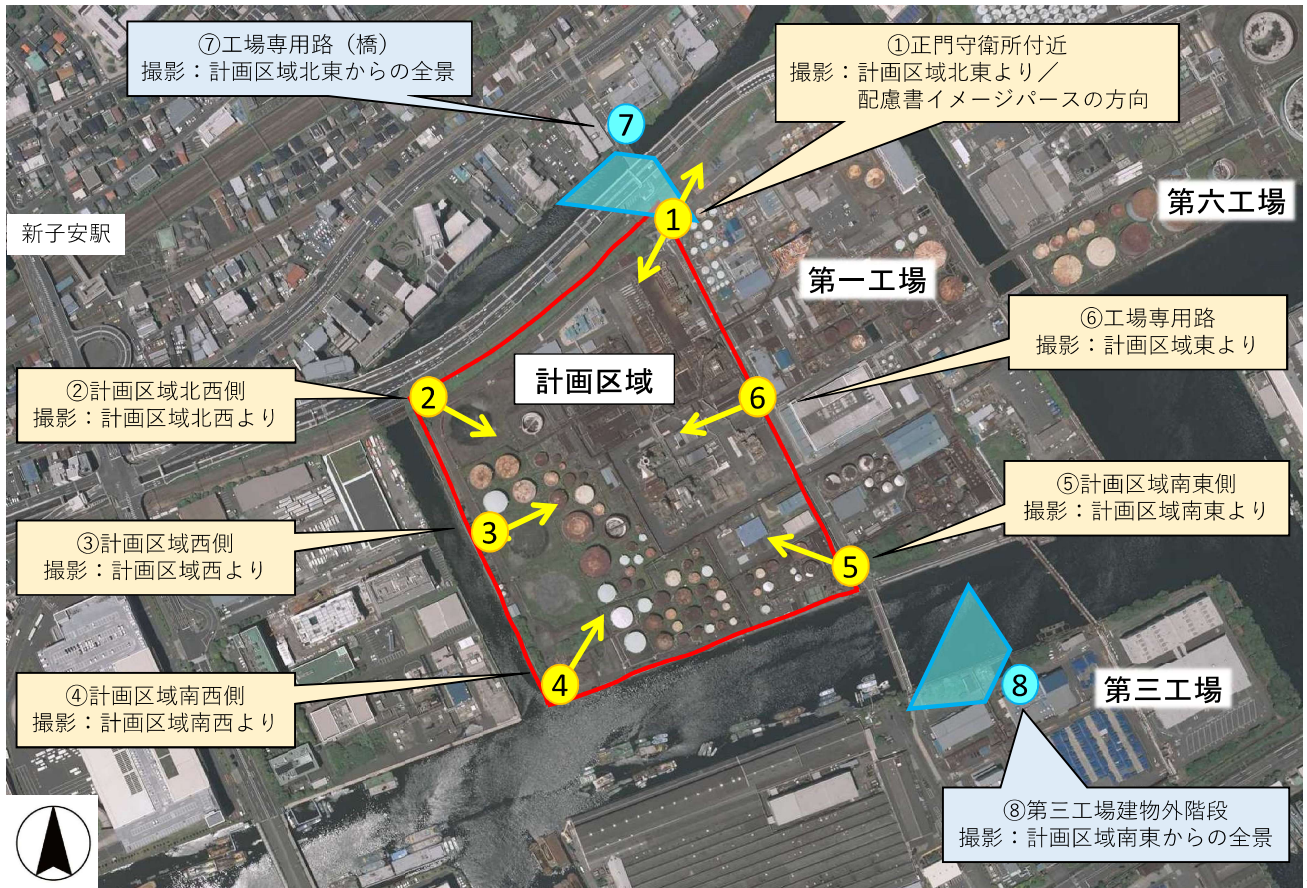 ⑦工場専用路（橋）
撮影：計画区域北東からの全景
①正門守衛所付近
撮影：計画区域北東より／
配慮書イメージパースの方向
7
1
第六工場
新子安駅
第一工場
⑥工場専用路
撮影：計画区域東より
計画区域
②計画区域北西側
撮影：計画区域北西より
2
6
⑤計画区域南東側
撮影：計画区域南東より
③計画区域西側
撮影：計画区域西より
3
5
④計画区域南西側
撮影：計画区域南西より
4
8
第三工場
⑧第三工場建物外階段
撮影：計画区域南東からの全景